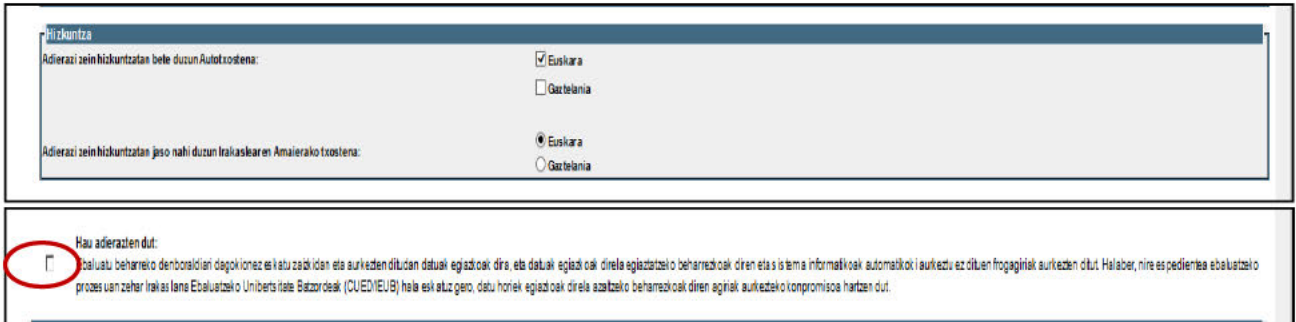 Hizkuntza
Adierazi zein hizkuntzatan bete duzun Autotxostena:
Euskara
Gaztelania
Adierazi zein hizkuntzatan jaso nahi duzun Irakaslearen Amaierako txostena:
Euskara
Gaztelania
Hau adierazten dut:
Ebaluatu beharreko denboraldiari dagokionez eskatu zaizkidan eta aurkezten ditudan datuak egiazkoak dira, eta datuak egiazkoak direla egiaztatzeko beharrezkoak diren eta sistema informatikoak automatikoki aurkeztu ez dituen frogagiriak aurkezten ditut. Halaber, nire espedientea ebaluatzeko
prozesuan zehar Irakaslana Ebaluatzeko Unibertsitate Batzordeak (CUED/IEUB) hala eskatuz gero, datu horiek egiazkoak direla azaltzeko beharrezkoak diren agiriak aurkezteko konpromisoa hartzen dut.